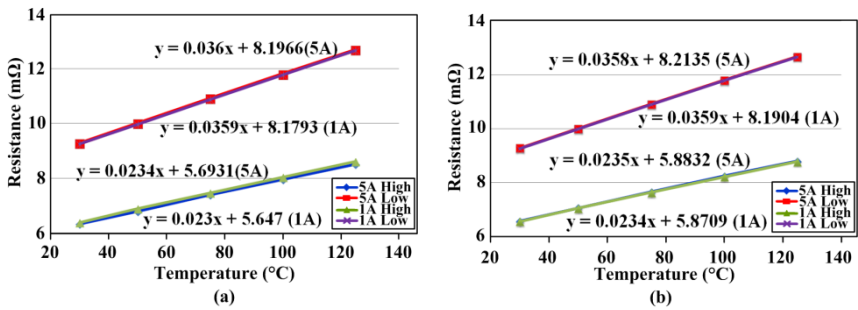 14
12
10
8
6
Resistance (mΩ)
y = 0.036x + 8.1966(5A)
y = 0.0359x + 8.1793 (1A)
y = 0.0234x + 5.6931(5A)
y = 0.023x + 5.647 (1A)
5A High
5A Low
1A High
1A Low
20 40 60 80 100 120 140
Temperature (°C)
(a)
14
12
10
8
6
Resistance (mΩ)
y = 0.0358x + 8.2135 (5A)
y = 0.0359x + 8.1904 (1A)
y = 0.0235x + 5.8832 (5A)
y = 0.0234x + 5.8709 (1A)
5A High
5A Low
1A High
1A Low
20 40 60 80 100 120 140
Temperature (°C)
(b)